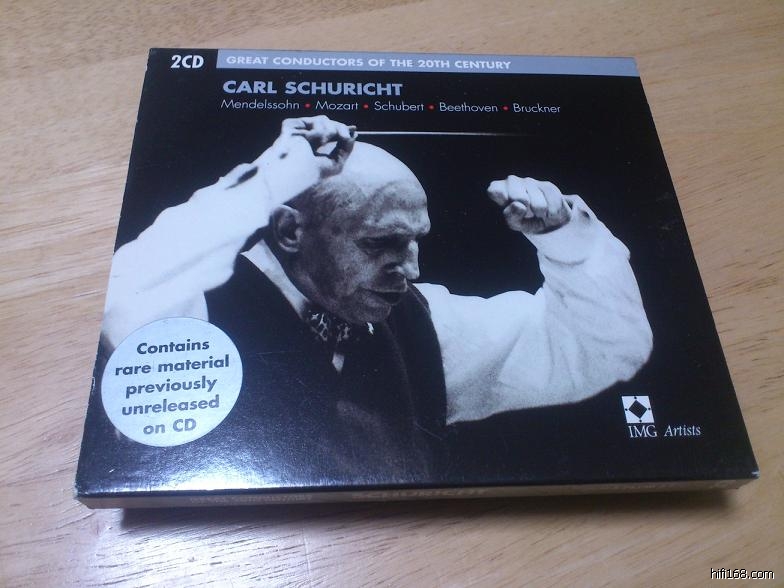 2CD
GREAT CONDUCTORS OF THE 20TH CENTURY
CARL SCHURICHT
Mendelssohn • Mozart • Schubert • Beethoven • Bruckner
Contains
rare material
previously
unreleased
on CD
IMG Artists
SCHURICHT
hifi168.com